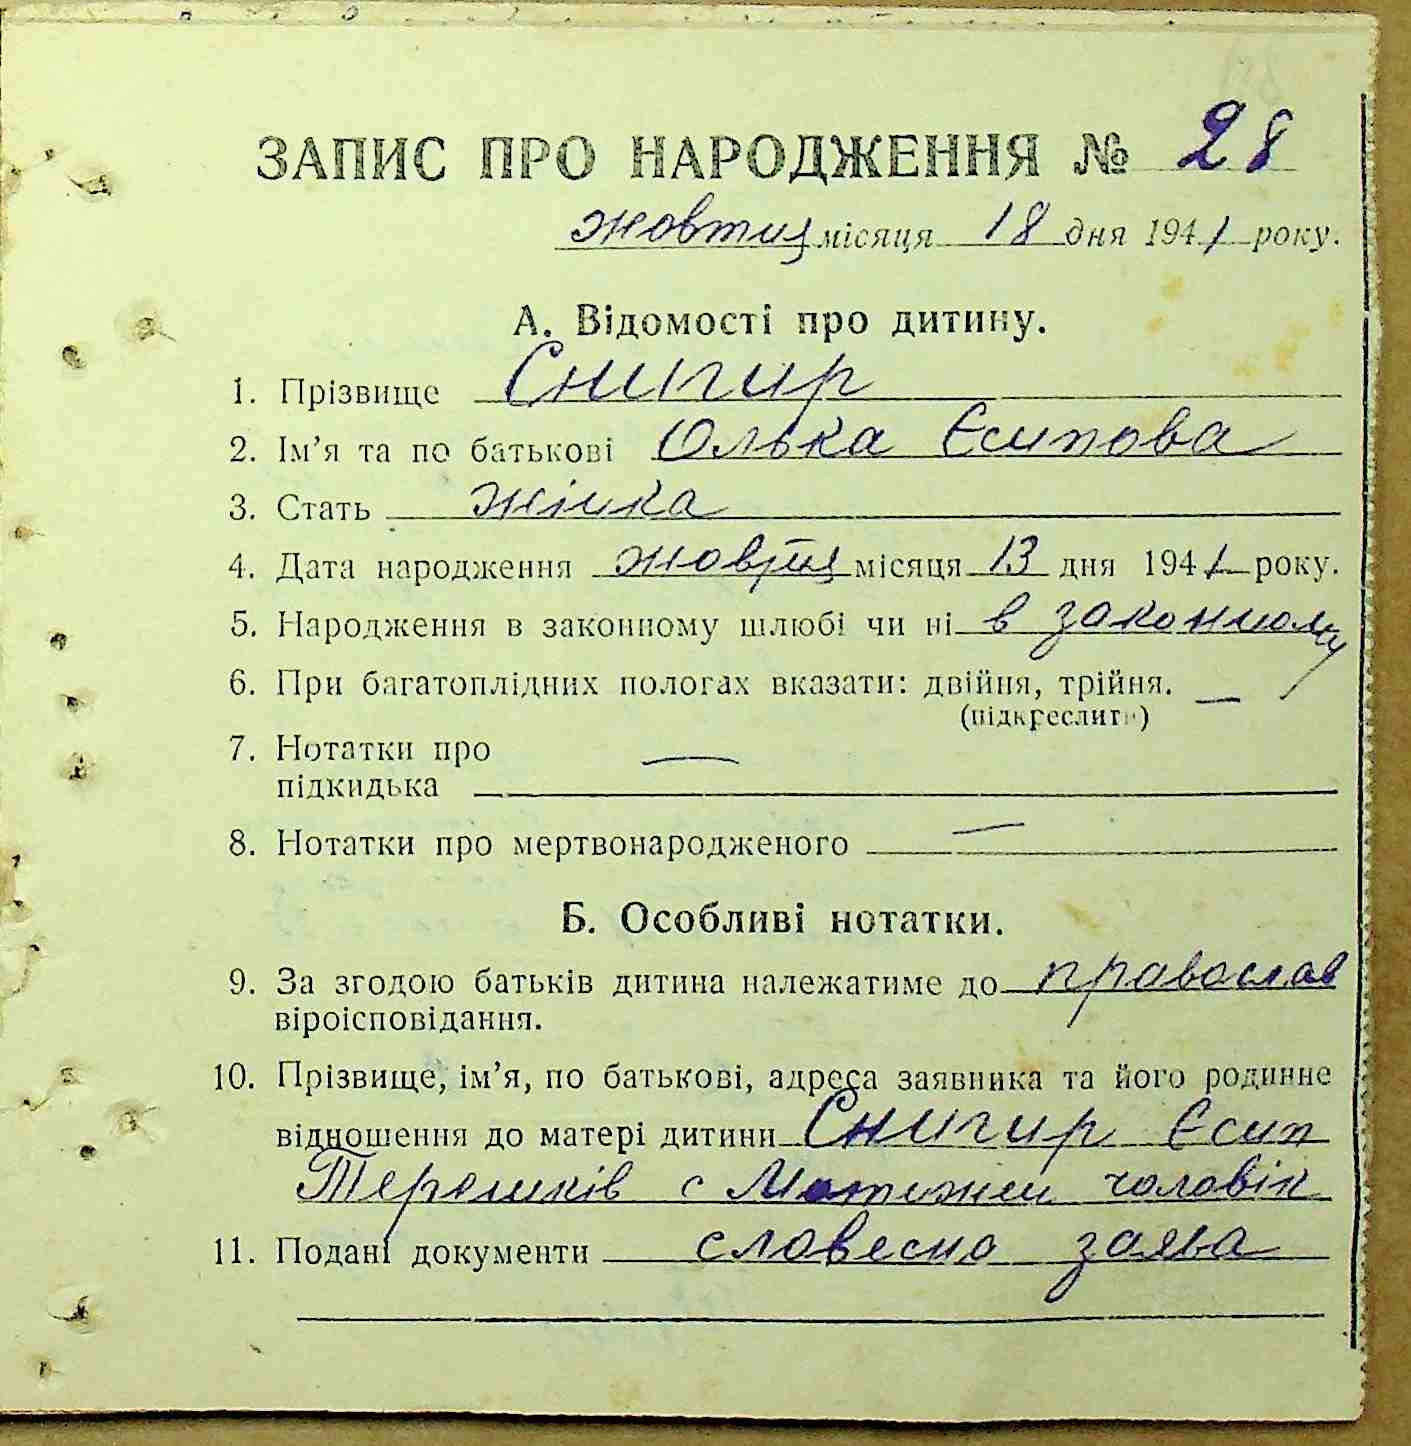 ЗАПИС ПРО НАРОДЖЕННЯ № 28
жовтня місяця 18 дня 1941 року.
А. Відомості про дитину.
1. Прізвище Снигир
2. Ім'я та по батькові Олька Єсипова
3. Стать жінка
4. Дата народження жовтня місяця 13 дня 1941 року.
5. Народження в законному шлюбі чи ні в законному
6. При багатоплідних пологах вказати: двійня, трійня. —
(підкреслити)
7. Нотатки про —
підкидька
8. Нотатки про мертвонародженого —
Б. Особливі нотатки.
9. За згодою батьків дитина належатиме до православ
віроісповідання.
10. Прізвище, ім'я, по батькові, адреса заявника та його родинне
відношення до матері дитини Снигир Єсип
Терешків с Мотижеи чоловік
11. Подані документи словесно заява